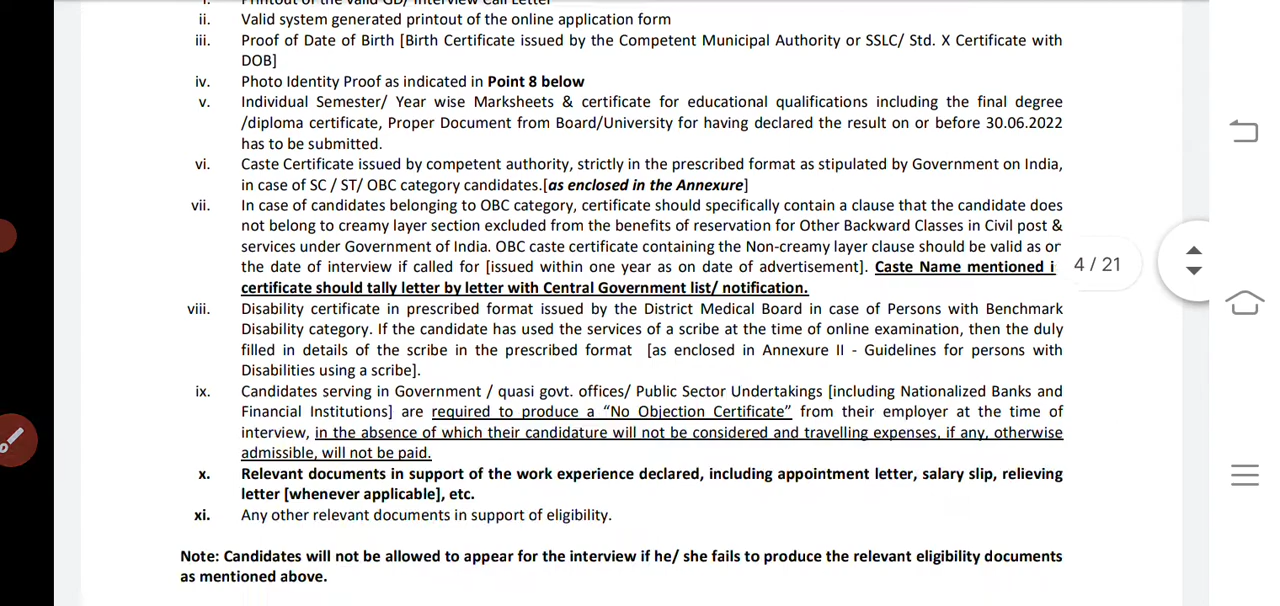 i. Printout of the valid GD/ Interview Call Letter
ii. Valid system generated printout of the online application form
iii. Proof of Date of Birth [Birth Certificate issued by the Competent Municipal Authority or SSLC/ Std. X Certificate with
DOB]
iv. Photo Identity Proof as indicated in Point 8 below
v. Individual Semester/ Year wise Marksheets & certificate for educational qualifications including the final degree
/diploma certificate, Proper Document from Board/University for having declared the result on or before 30.06.2022
has to be submitted.
vi. Caste Certificate issued by competent authority, strictly in the prescribed format as stipulated by Government on India,
in case of SC / ST/ OBC category candidates.[as enclosed in the Annexure]
vii. In case of candidates belonging to OBC category, certificate should specifically contain a clause that the candidate does
not belong to creamy layer section excluded from the benefits of reservation for Other Backward Classes in Civil post &
services under Government of India. OBC caste certificate containing the Non-creamy layer clause should be valid as or
the date of interview if called for [issued within one year as on date of advertisement]. Caste Name mentioned i
certificate should tally letter by letter with Central Government list/ notification.
4 / 21
viii. Disability certificate in prescribed format issued by the District Medical Board in case of Persons with Benchmark
Disability category. If the candidate has used the services of a scribe at the time of online examination, then the duly
filled in details of the scribe in the prescribed format [as enclosed in Annexure II - Guidelines for persons with
Disabilities using a scribe].
ix. Candidates serving in Government / quasi govt. offices/ Public Sector Undertakings [including Nationalized Banks and
Financial Institutions] are required to produce a “No Objection Certificate” from their employer at the time of
interview, in the absence of which their candidature will not be considered and travelling expenses, if any, otherwise
admissible, will not be paid.
x. Relevant documents in support of the work experience declared, including appointment letter, salary slip, relieving
letter [whenever applicable], etc.
xi. Any other relevant documents in support of eligibility.
Note: Candidates will not be allowed to appear for the interview if he/ she fails to produce the relevant eligibility documents
as mentioned above.